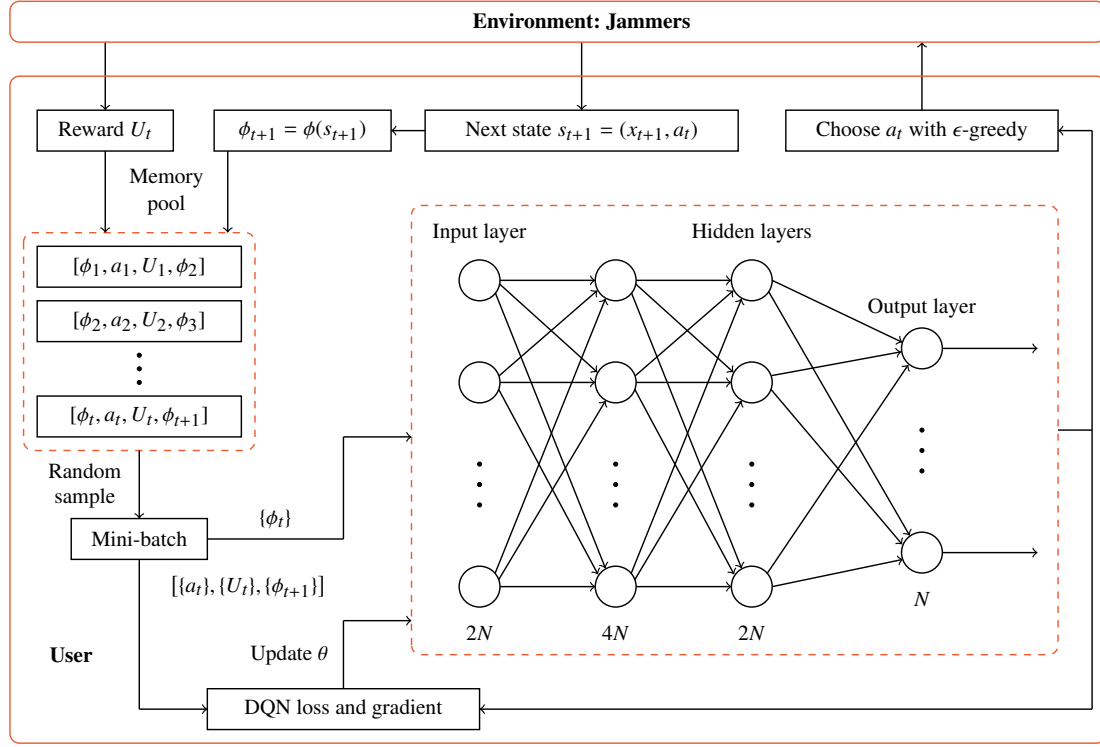 Environment: Jammers
Reward U_t
ϕ_{t+1} = ϕ(s_{t+1})
Next state s_{t+1} = (x_{t+1}, a_t)
Choose a_t with ϵ-greedy
Memory
pool
[ϕ_1, a_1, U_1, ϕ_2]
[ϕ_2, a_2, U_2, ϕ_3]
[ϕ_t, a_t, U_t, ϕ_{t+1}]
Input layer
Hidden layers
Output layer
Random
sample
Mini-batch
{ϕ_t}
[{a_t}, {U_t}, {ϕ_{t+1}}]
2N
4N
2N
N
User
Update θ
DQN loss and gradient